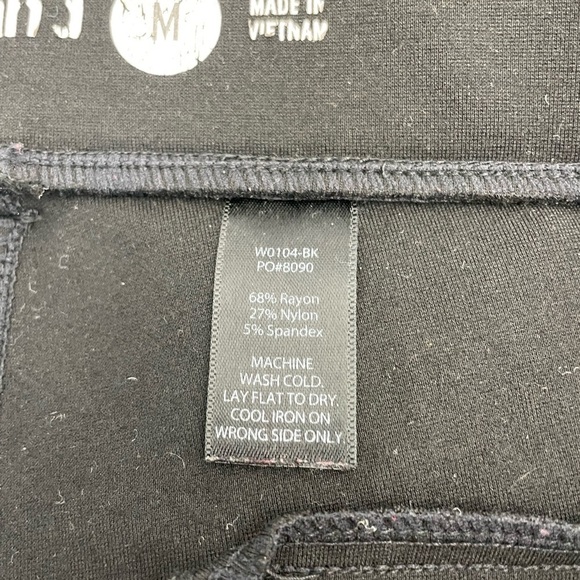 M
MADE IN
VIETNAM
W0104-BK
PO#8090
68% Rayon
27% Nylon
5% Spandex
MACHINE
WASH COLD.
LAY FLAT TO DRY.
COOL IRON ON
WRONG SIDE ONLY.